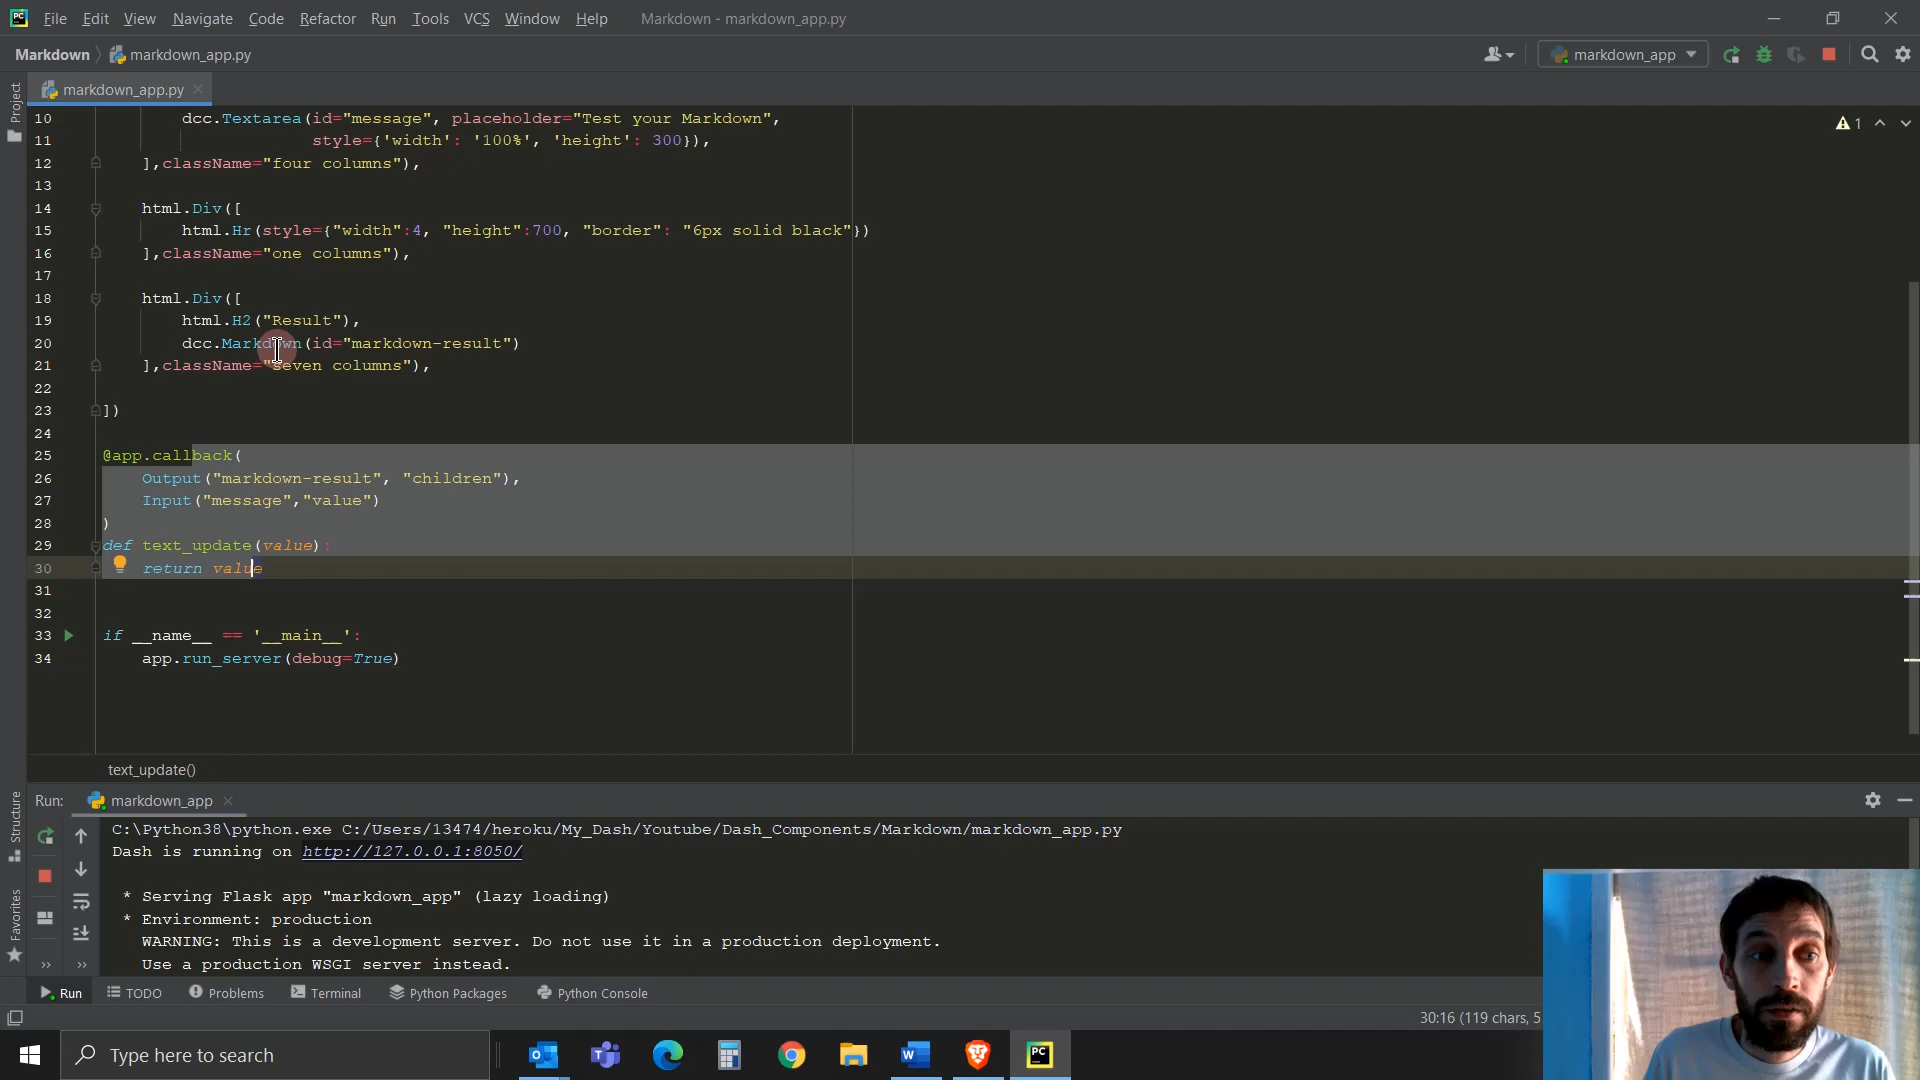 File Edit View Navigate Code Refactor Run Tools VCS Window Help Markdown - markdown_app.py
Markdown markdown_app.py markdown_app
Project
markdown_app.py
10 dcc.Textarea(id="message", placeholder="Test your Markdown",
11 style={'width': '100%', 'height': 300}),
12 ],className="four columns"),
13
14 html.Div([
15 html.Hr(style={"width":4, "height":700, "border": "6px solid black"})
16 ],className="one columns"),
17
18 html.Div([
19 html.H2("Result"),
20 dcc.Markdown(id="markdown-result")
21 ],className="seven columns"),
22
23 ])
24
25 @app.callback(
26 Output("markdown-result", "children"),
27 Input("message","value")
28 )
29 def text_update(value):
30 return value
31
32
33 if __name__ == '__main__':
34 app.run_server(debug=True)
1
text_update()
Structure
Favorites
Run: markdown_app
C:\Python38\python.exe C:/Users/13474/heroku/My_Dash/Youtube/Dash_Components/Markdown/markdown_app.py
Dash is running on http://127.0.0.1:8050/
* Serving Flask app "markdown_app" (lazy loading)
* Environment: production
WARNING: This is a development server. Do not use it in a production deployment.
Use a production WSGI server instead.
Run TODO Problems Terminal Python Packages Python Console
30:16 (119 chars, 5
Type here to search